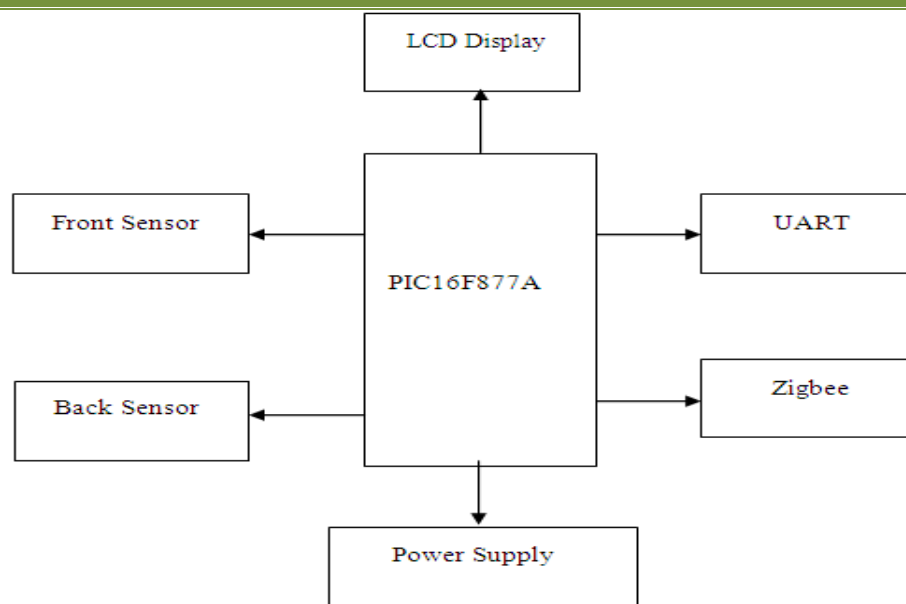 LCD Display
Front Sensor
UART
PIC16F877A
Back Sensor
Zigbee
Power Supply